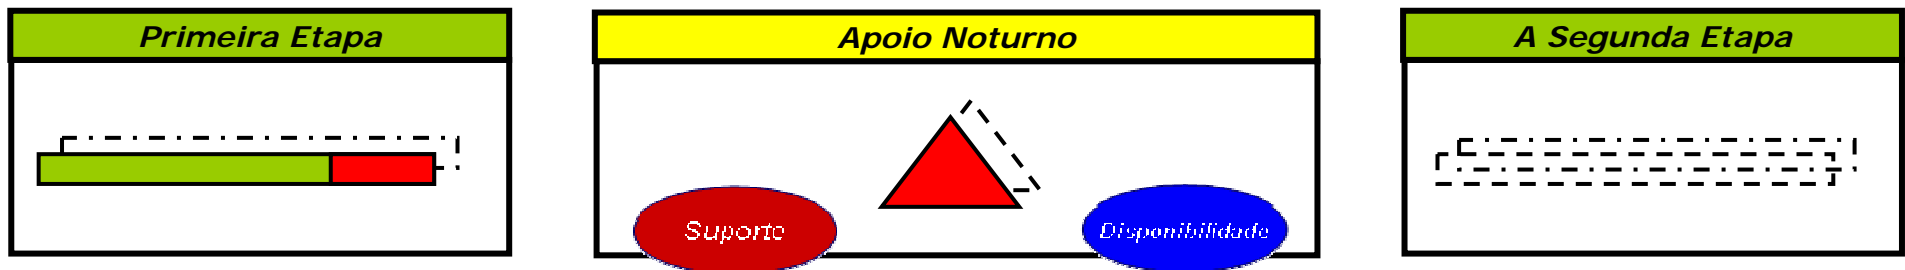 Primeira Etapa
Apoio Noturno
A Segunda Etapa
Suporte
Disponibilidade